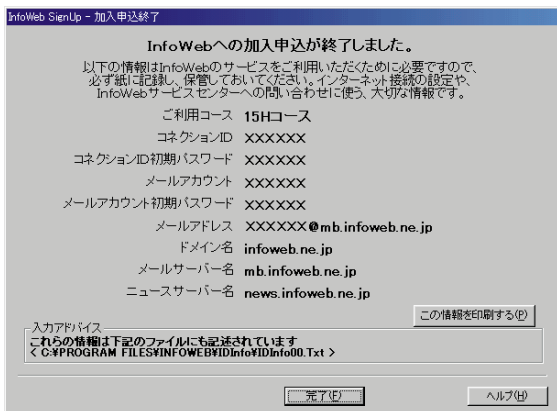 InfoWeb SignUp - 加入申込終了
InfoWebへの加入申込が終了しました。
以下の情報はInfoWebのサービスをご利用いただくために必要ですので、
必ず紙に記録し、保管しておいてください。インターネット接続の設定や、
InfoWebサービスセンターへの問い合わせに使う、大切な情報です。
ご利用コース 15Hコース
コネクションID XXXXXX
コネクションID初期パスワード XXXXXX
メールアカウント XXXXXX
メールアカウント初期パスワード XXXXXX
メールアドレス XXXXXX@mb.infoweb.ne.jp
ドメイン名 infoweb.ne.jp
メールサーバー名 mb.infoweb.ne.jp
ニュースサーバー名 news.infoweb.ne.jp
この情報を印刷する(P)
入力アドバイス
これらの情報は下記のファイルにも記述されています
< C:¥PROGRAM FILES¥INFOWEB¥IDInfo¥IDInfo00.Txt >
完了(F) ヘルプ(H)